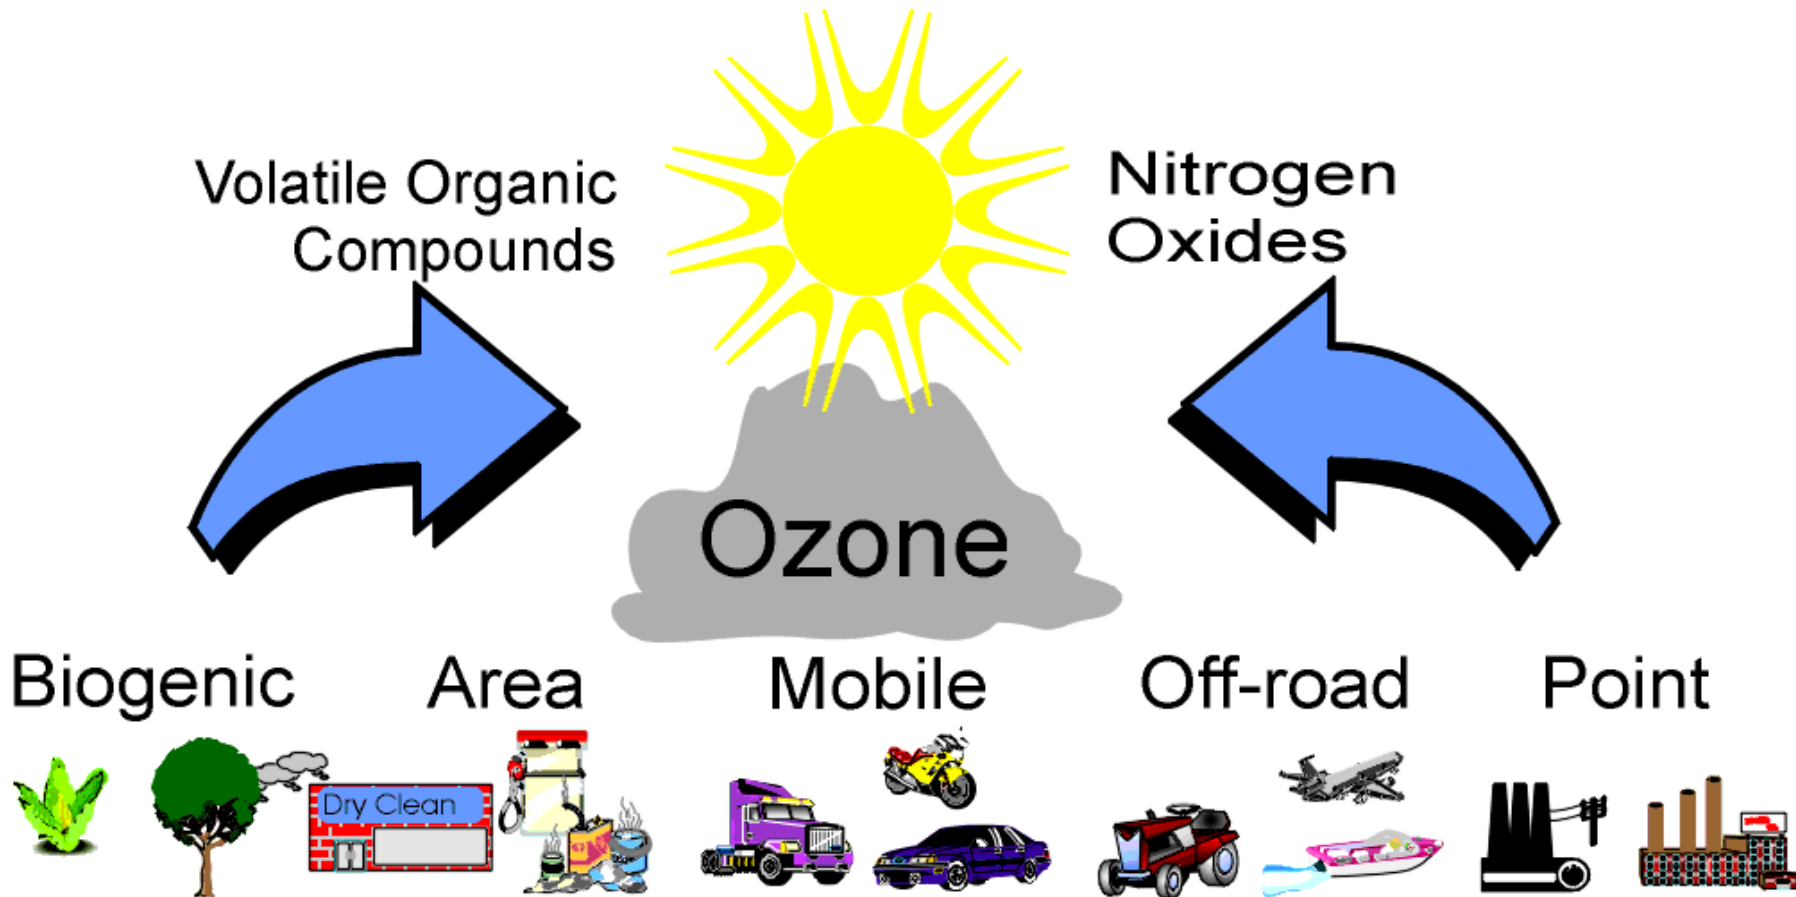 Volatile Organic
Compounds
Nitrogen
Oxides
Ozone
Biogenic
Area
Mobile
Off-road
Point
Dry Clean